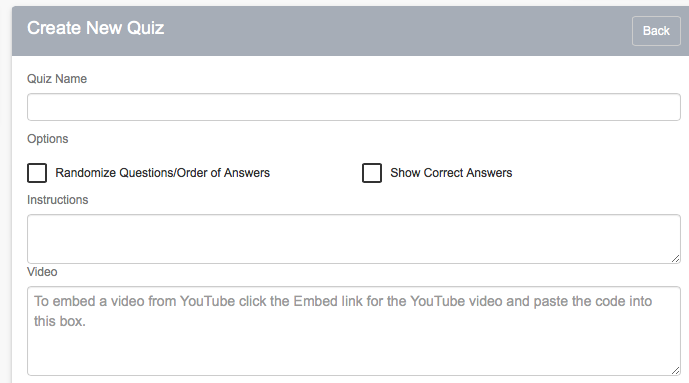 Create New Quiz
Back
Quiz Name
Options
Randomize Questions/Order of Answers
Show Correct Answers
Instructions
Video
To embed a video from YouTube click the Embed link for the YouTube video and paste the code into
this box.